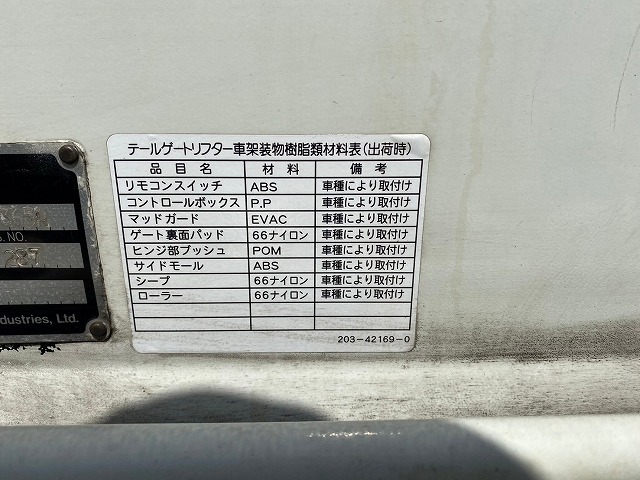 テールゲートリフター車架装物樹脂類材料表(出荷時)
品目名 材料 備考
リモコンスイッチ ABS 車種により取付け
コントロールボックス P.P 車種により取付け
マッドガード EVAC 車種により取付け
ゲート裏面パッド 66ナイロン 車種により取付け
ヒンジ部ブッシュ POM 車種により取付け
サイドモール ABS 車種により取付け
シーブ 66ナイロン 車種により取付け
ローラー 66ナイロン 車種により取付け
203-42169-0
NO.
287
dustries, Ltd.